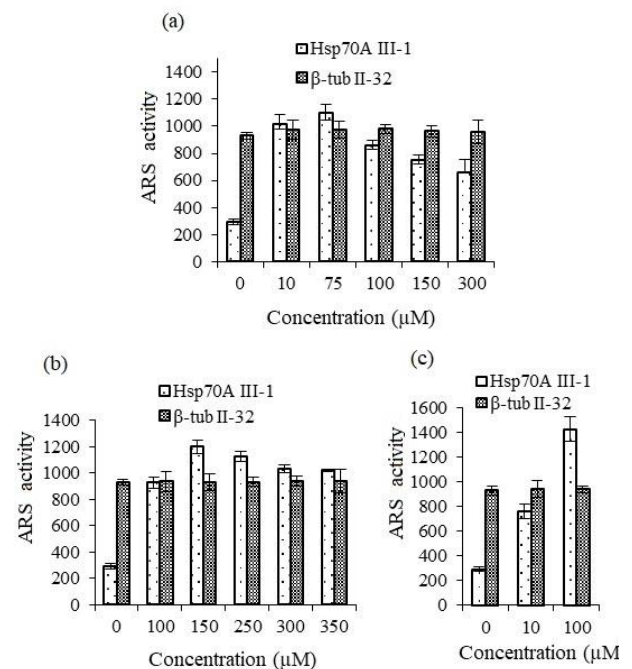 (a)
Hsp70A III-1
β-tub II-32
ARS activity
1400
1200
1000
800
600
400
200
0
0 10 75 100 150 300
Concentration (µM)
(b)
Hsp70A III-1
β-tub II-32
ARS activity
1400
1200
1000
800
600
400
200
0
0 100 150 250 300 350
Concentration (µM)
(c)
Hsp70A III-1
β-tub II-32
ARS activity
1600
1400
1200
1000
800
600
400
200
0
0 10 100
Concentration (µM)